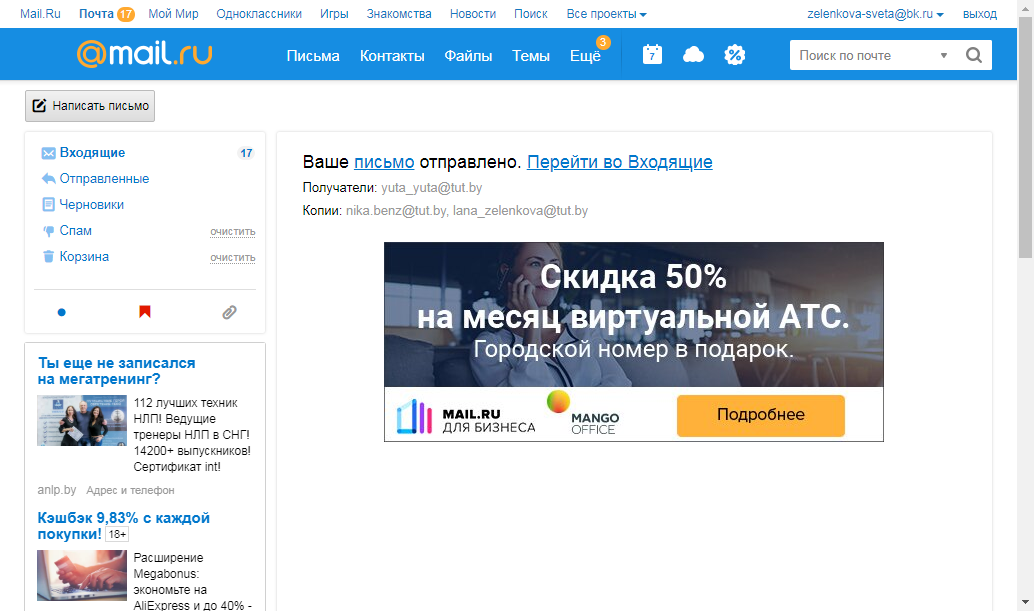 Mail.Ru Почта 17 Мой Мир Одноклассники Игры Знакомства Новости Поиск Все проекты zelenkova-sveta@bk.ru выход
@mail.ru Письма Контакты Файлы Темы Ещё 3 7 % Поиск по почте
Написать письмо
Входящие 17
Отправленные
Черновики
Спам очистить
Корзина очистить
Ты еще не записался
на мегатренинг?
112 лучших техник
НЛП! Ведущие
тренеры НЛП в СНГ!
14200+ выпускников!
Сертификат int!
anlp.by Адрес и телефон
Кэшбэк 9,83% с каждой
покупки! 18+
Расширение
Megabonus:
экономьте на
AliExpress и до 40% -
Ваше письмо отправлено. Перейти во Входящие
Получатели: yuta_yuta@tut.by
Копии: nika.benz@tut.by, lana_zelenkova@tut.by
Скидка 50%
на месяц виртуальной АТС.
Городской номер в подарок.
MAIL.RU
ДЛЯ БИЗНЕСА
MANGO
OFFICE
Подробнее